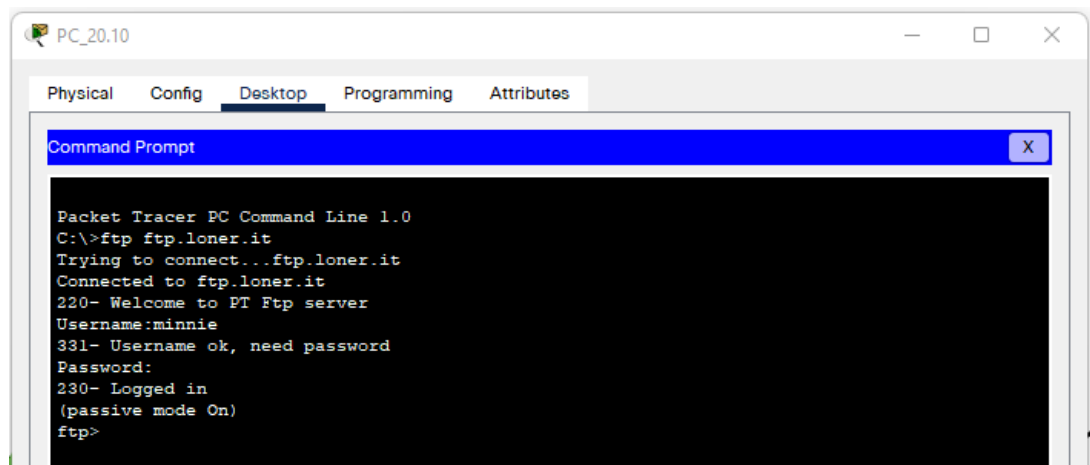 PC_20.10
Physical Config Desktop Programming Attributes
Command Prompt
X
Packet Tracer PC Command Line 1.0
C:\>ftp ftp.loner.it
Trying to connect...ftp.loner.it
Connected to ftp.loner.it
220- Welcome to PT Ftp server
Username:minnie
331- Username ok, need password
Password:
230- Logged in
(passive mode On)
ftp>